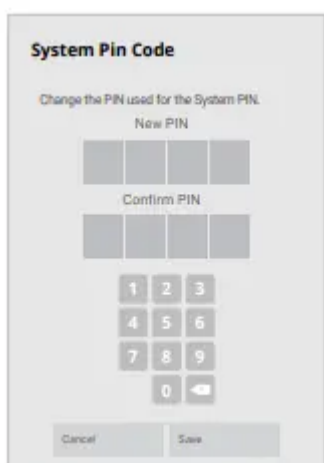 System Pin Code
Change the PIN used for the System PIN.
New PIN
Confirm PIN
1 2 3
4 5 6
7 8 9
0
Cancel Save